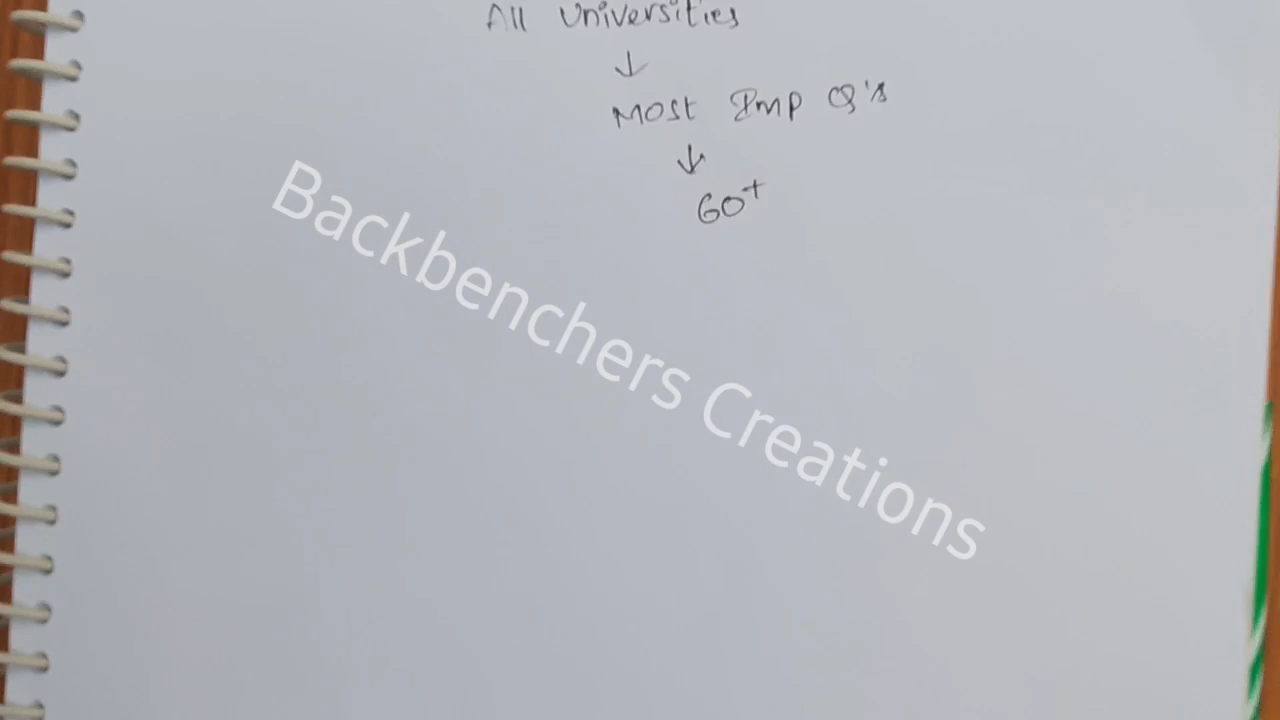 All Universities
↓
Most Imp Q's
↓
60+
Backbenchers Creations